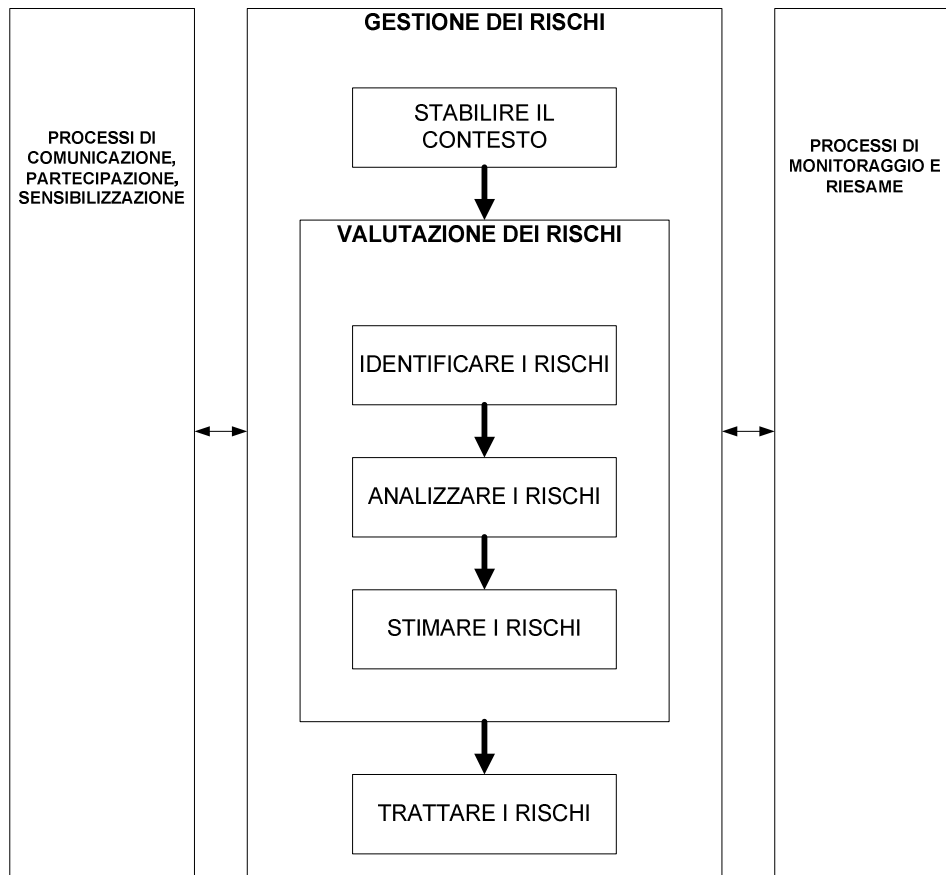 GESTIONE DEI RISCHI
STABILIRE IL
CONTESTO
PROCESSI DI
COMUNICAZIONE,
PARTECIPAZIONE,
SENSIBILIZZAZIONE
PROCESSI DI
MONITORAGGIO E
RIESAME
VALUTAZIONE DEI RISCHI
IDENTIFICARE I RISCHI
ANALIZZARE I RISCHI
STIMARE I RISCHI
TRATTARE I RISCHI